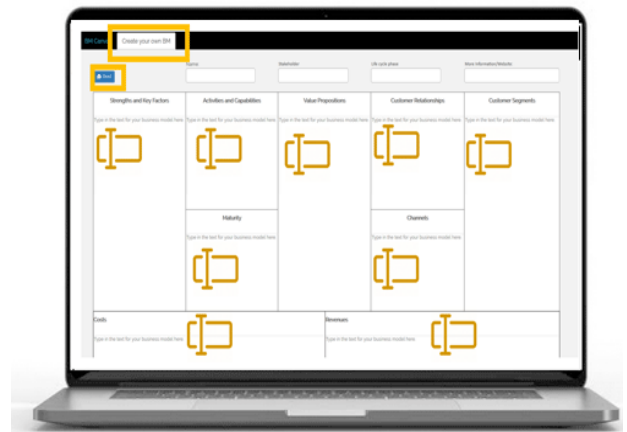 BM Canvas Create your own BM
Stakeholder Life cycle phase More Information/Website
Strengths and Key Factors Activities and Capabilities Value Propositions Customer Relationships Customer Segments
Type in the text for your business model here Type in the text for your business model here Type in the text for your business model here Type in the text for your business model here Type in the text for your business model here
Maturity Channels
Type in the text for your business model here Type in the text for your business model here
Costs Revenues
Type in the text for your business model here Type in the text for your business model here